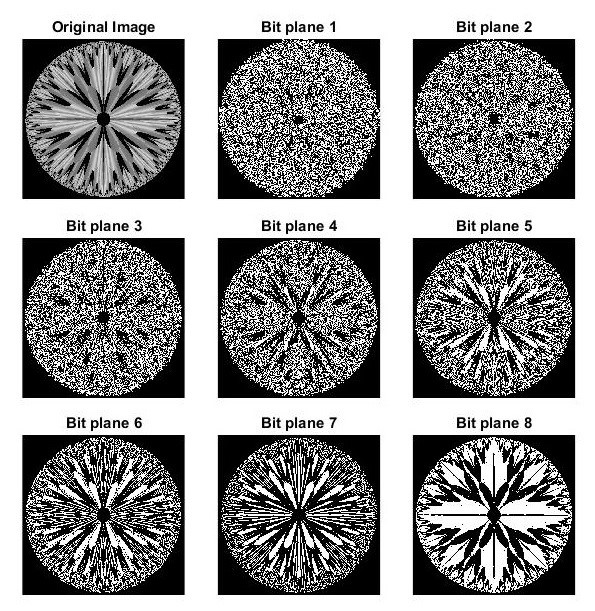 Original Image
Bit plane 1
Bit plane 2
Bit plane 3
Bit plane 4
Bit plane 5
Bit plane 6
Bit plane 7
Bit plane 8